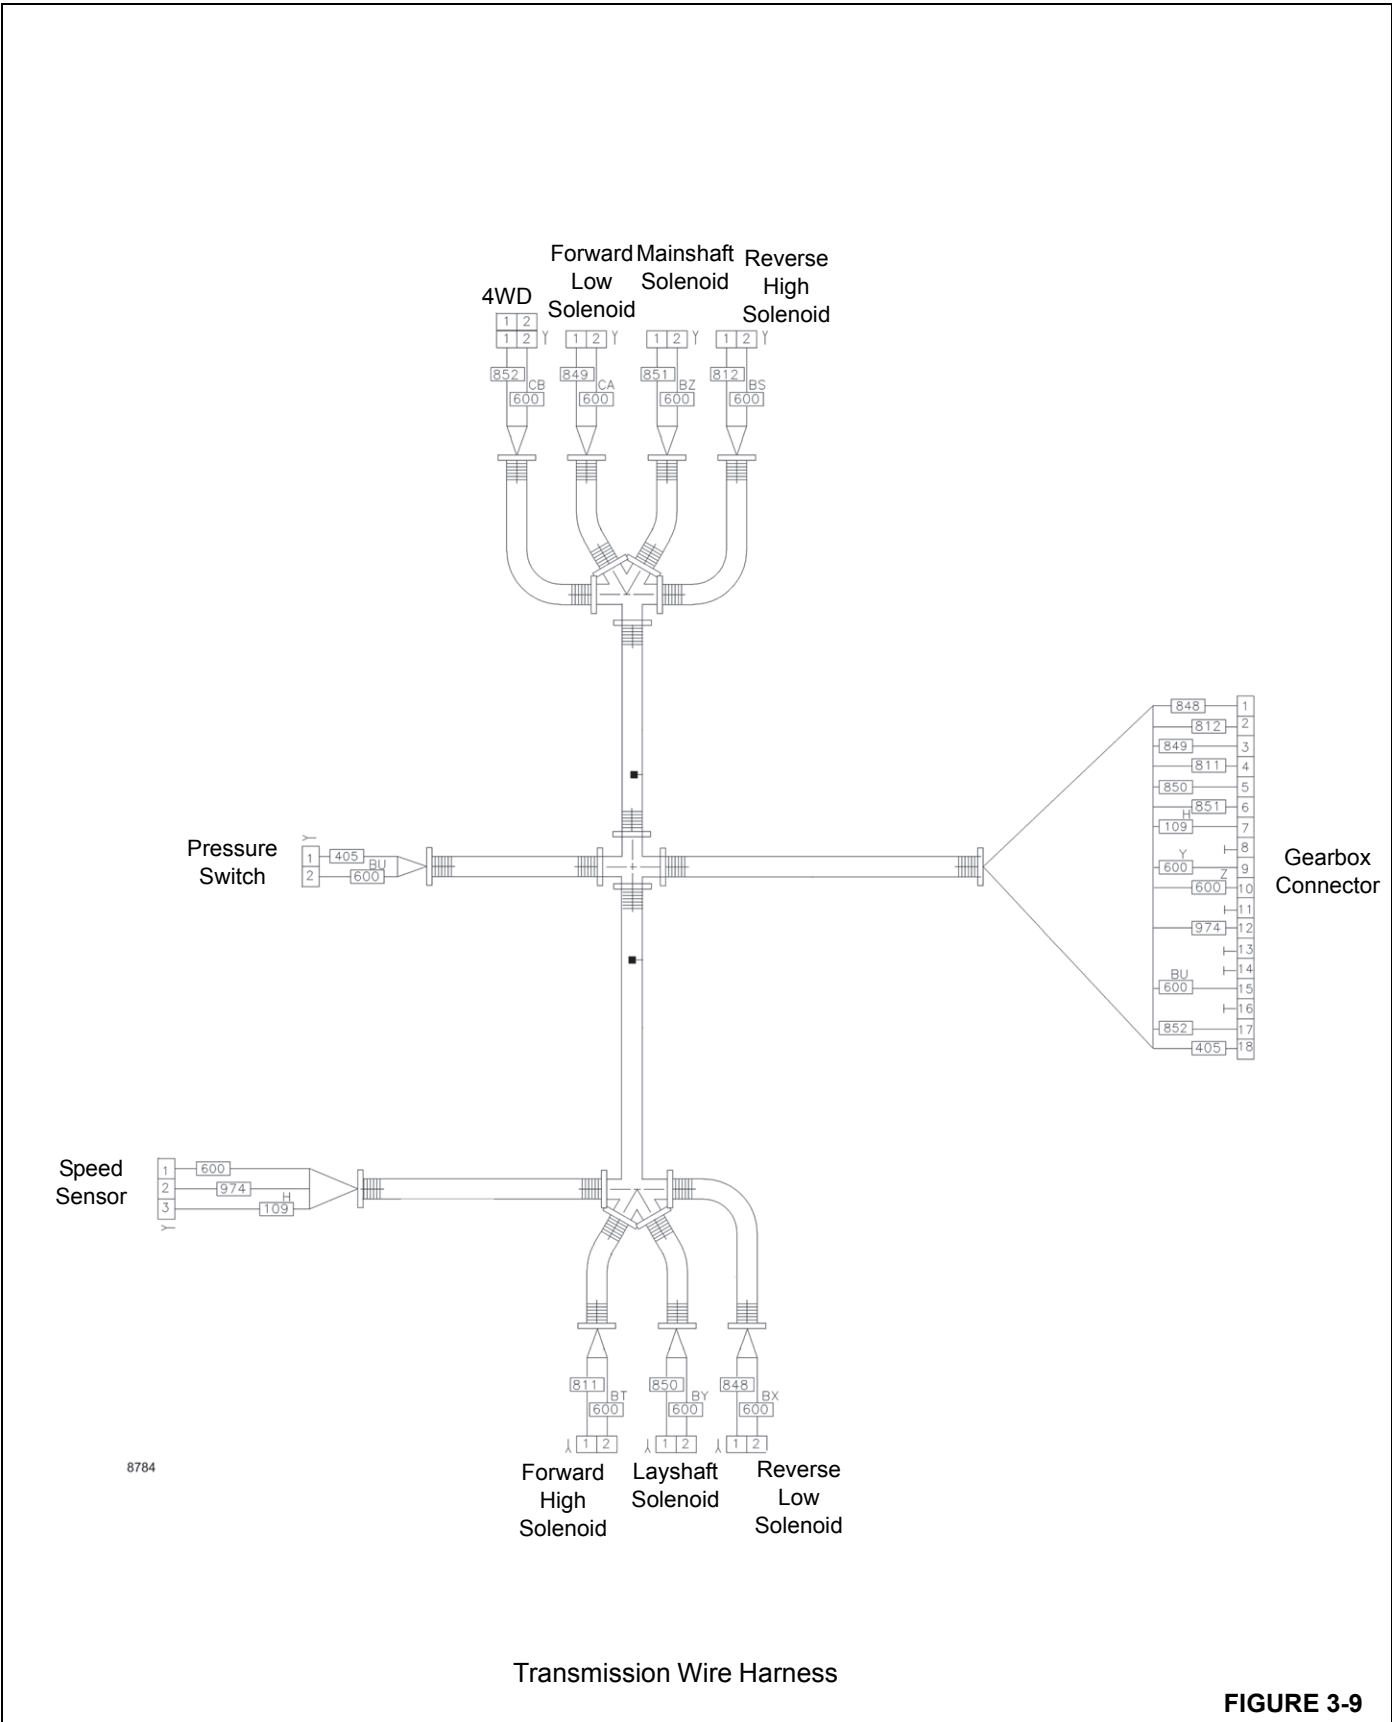 Forward Mainshaft Reverse
Low Solenoid High
4WD Solenoid Solenoid
1 2
1 2 Y 1 2 Y 1 2 Y 1 2 Y
852 849 851 812
CB CA BZ BS
600 600 600 600
848 1
812 2
849 3
811 4
850 5
851 6
H
109 7
8
Y
600 9
Z
600 10
11
974 12
13
14
BU
600 15
16
852 17
405 18
Gearbox
Connector
Pressure
Switch
Y
1 405
BU
2 600
Speed
Sensor
1 600
2 974
H
3 109
Y
811 850 848
BT BY BX
600 600 600
Y 1 2 Y 1 2 Y 1 2
Forward
High
Solenoid
Layshaft
Solenoid
Reverse
Low
Solenoid
8784
Transmission Wire Harness
FIGURE 3-9